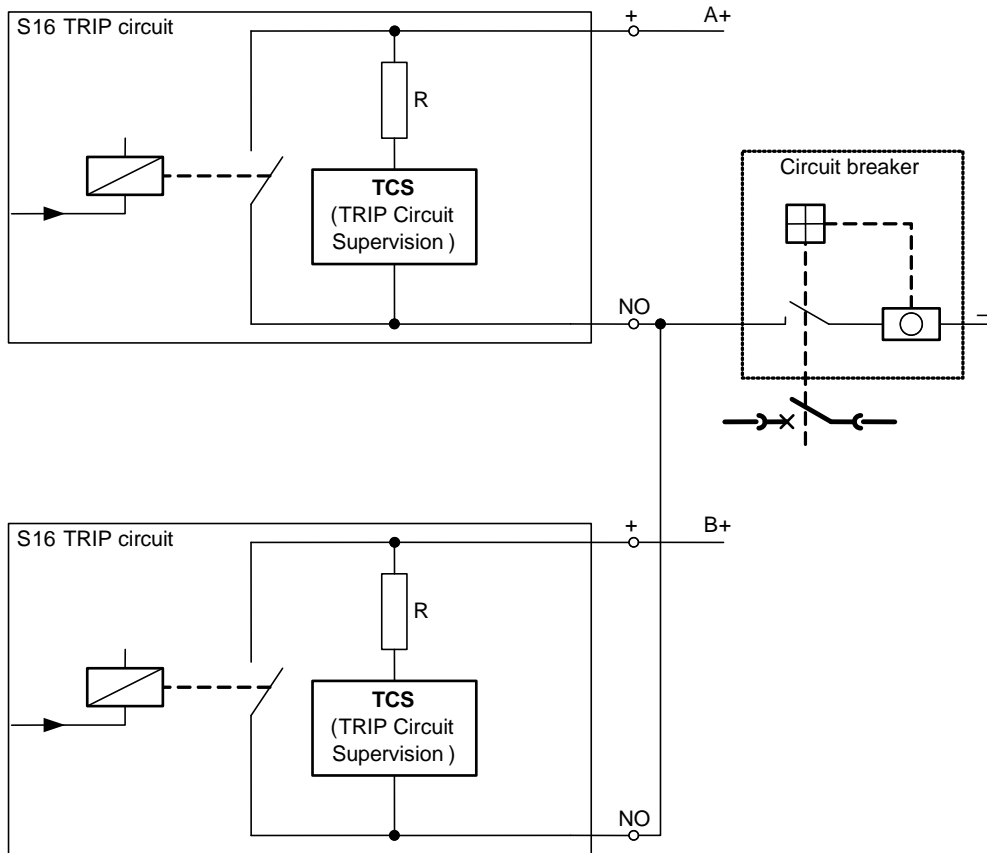 S16 TRIP circuit
+
A+
R
TCS
(TRIP Circuit
Supervision )
NO
Circuit breaker
–
S16 TRIP circuit
+
B+
R
TCS
(TRIP Circuit
Supervision )
NO